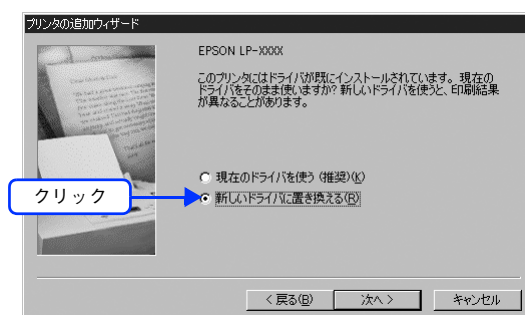 プリンタの追加ウィザード
EPSON LP-XXXX
このプリンタにはドライバが既にインストールされています。現在の
ドライバをそのまま使いますか? 新しいドライバを使うと、印刷結果
が異なることがあります。
現在のドライバを使う (推奨)(K)
クリック
新しいドライバに置き換える(R)
< 戻る(B)
次へ >
キャンセル